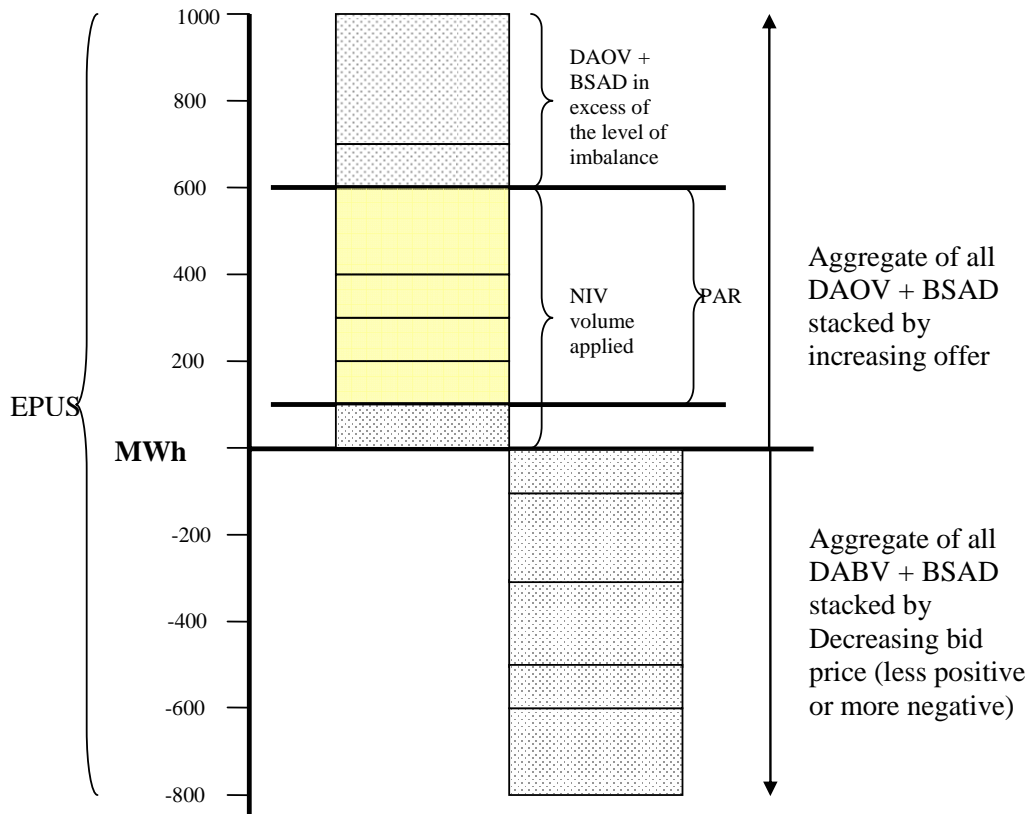 1000
800
600
400
200
MWh
-200
-400
-600
-800
EPUS
DAOV +
BSAD in
excess of
the level of
imbalance
NIV
volume
applied
PAR
Aggregate of all
DAOV + BSAD
stacked by
increasing offer
Aggregate of all
DABV + BSAD
stacked by
Decreasing bid
price (less positive
or more negative)